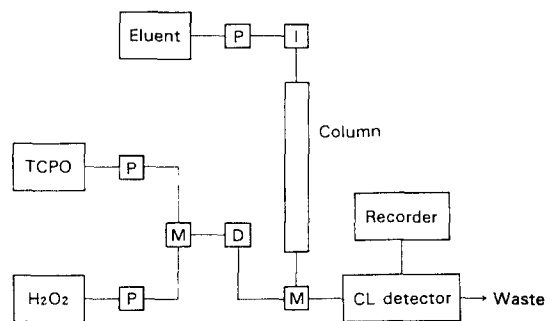 Eluent
P
I
Column
TCPO
P
Recorder
M
D
H2O2
P
M
CL detector
Waste